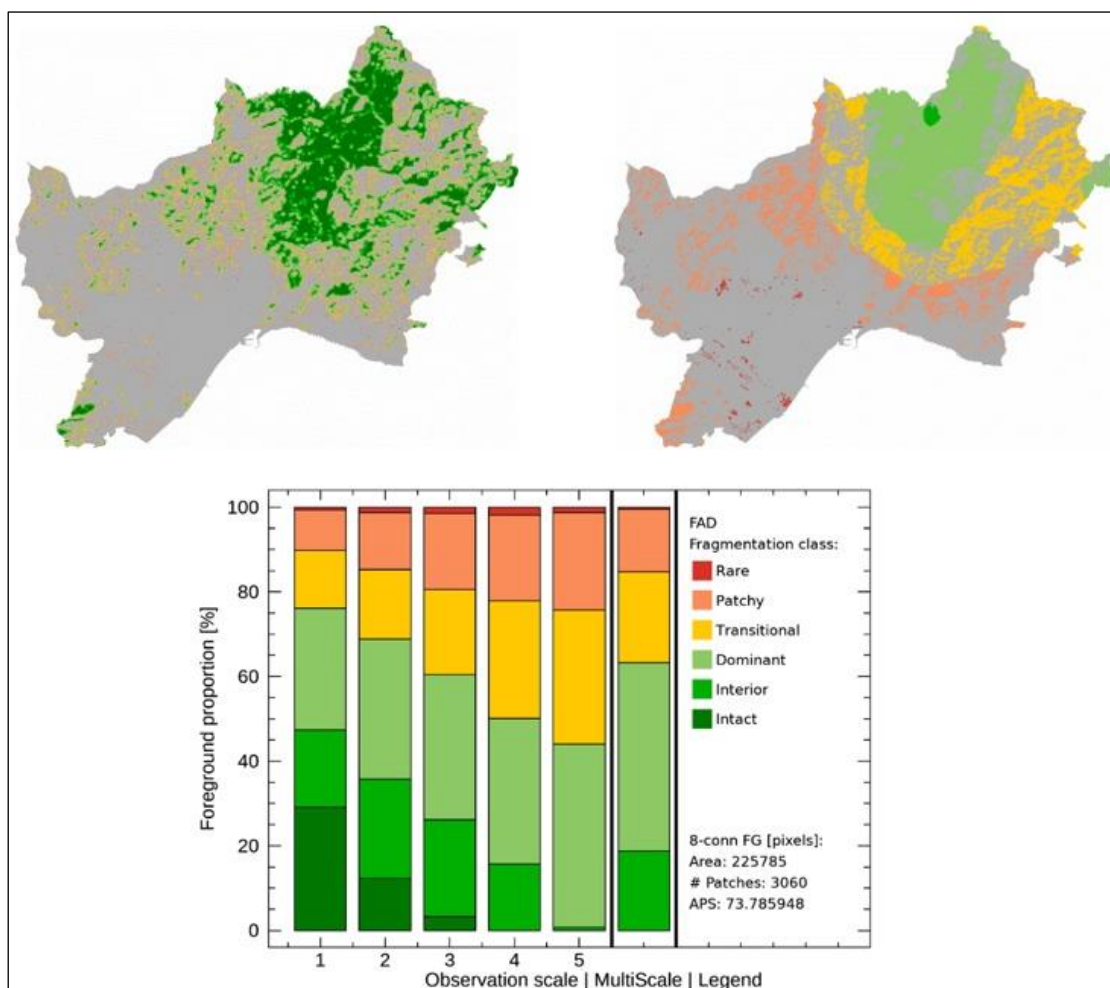 100
80
60
40
20
0
Foreground proportion [%]
1 2 3 4 5
Observation scale | MultiScale | Legend
FAD
Fragmentation class:
Rare
Patchy
Transitional
Dominant
Interior
Intact
8-conn FG [pixels]:
Area: 225785
# Patches: 3060
APS: 73.785948